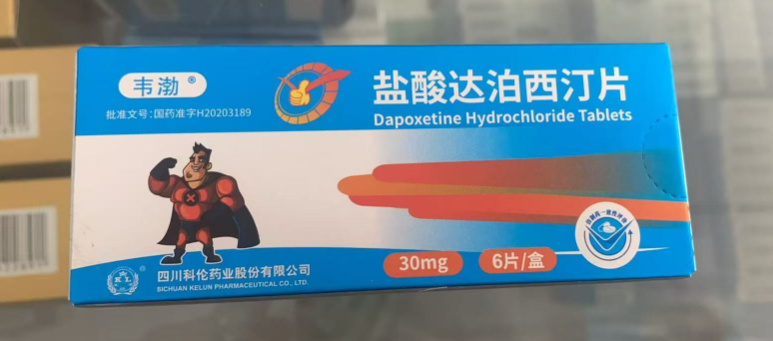 韦渤®
批准文号:国药准字H20203189
盐酸达泊西汀片
Dapoxetine Hydrochloride Tablets
30mg
6片/盒
KL
四川科伦药业股份有限公司
SICHUAN KELUN PHARMACEUTICAL CO., LTD.